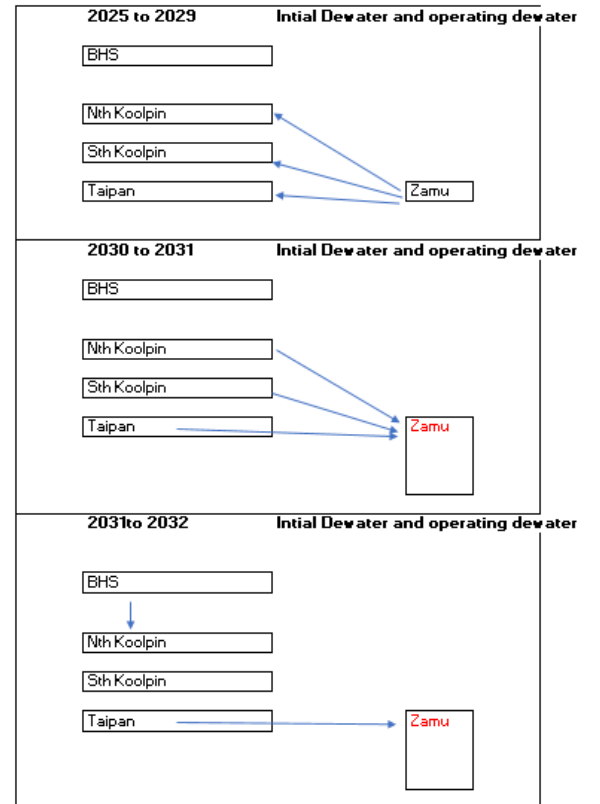 2025 to 2029 Intial Dewater and operating dewater
BHS
Nth Koolpin
Sth Koolpin
Taipan Zamu
2030 to 2031 Intial Dewater and operating dewater
BHS
Nth Koolpin
Sth Koolpin
Taipan Zamu
2031to 2032 Intial Dewater and operating dewater
BHS
Nth Koolpin
Sth Koolpin
Taipan Zamu